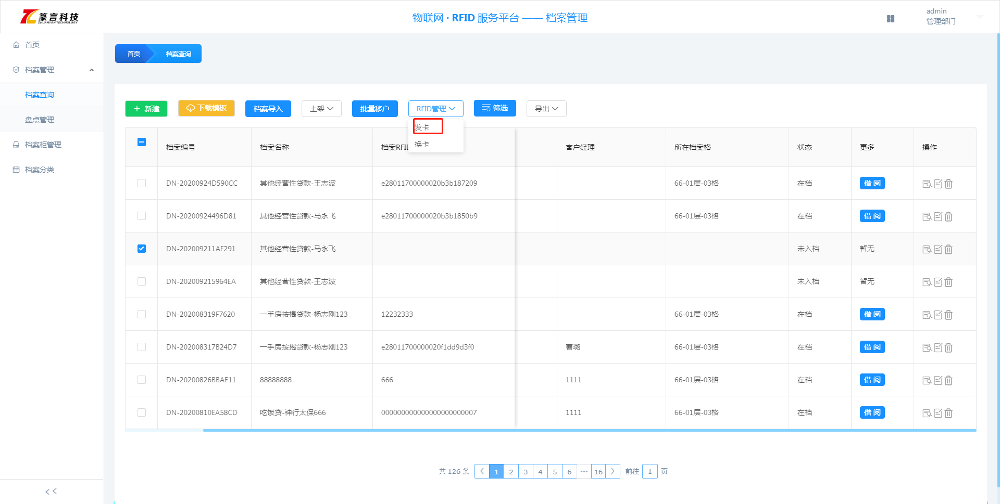 篆言科技
ZHUANYAN TECHNOLOGY
物联网 · RFID 服务平台 —— 档案管理
admin
管理部门
首页
档案管理
档案查询
盘点管理
档案柜管理
档案分类
<<
首页 档案查询
+ 新建 下载模板 档案导入 上架 批量移户 RFID管理 筛选 导出
发卡
换卡
档案编号 档案名称 档案RFID 客户经理 所在档案格 状态 更多 操作
DN-20200924D590CC 其他经营性贷款-王志波 e28011700000020b3b187209 66-01层-03格 在档 借 阅
DN-20200924496D81 其他经营性贷款-马永飞 e28011700000020b3b1850b9 66-01层-03格 在档 借 阅
DN-202009211AF291 其他经营性贷款-马永飞 未入档 暂无
DN-202009215964EA 其他经营性贷款-王志波 未入档 暂无
DN-202008319F7620 一手房按揭贷款-杨志刚123 12232333 66-01层-03格 在档 借 阅
DN-202008317B24D7 一手房按揭贷款-杨志刚123 e28011700000020f1dd9d3f0 曹璐 66-01层-03格 在档 借 阅
DN-20200826BBAE11 88888888 666 1111 66-01层-03格 在档 借 阅
DN-20200810EA58CD 吃饭贷-神行太保666 000000000000000000000007 1111 66-01层-03格 在档 借 阅
共 126 条 < 1 2 3 4 5 6 ··· 16 > 前往 1 页